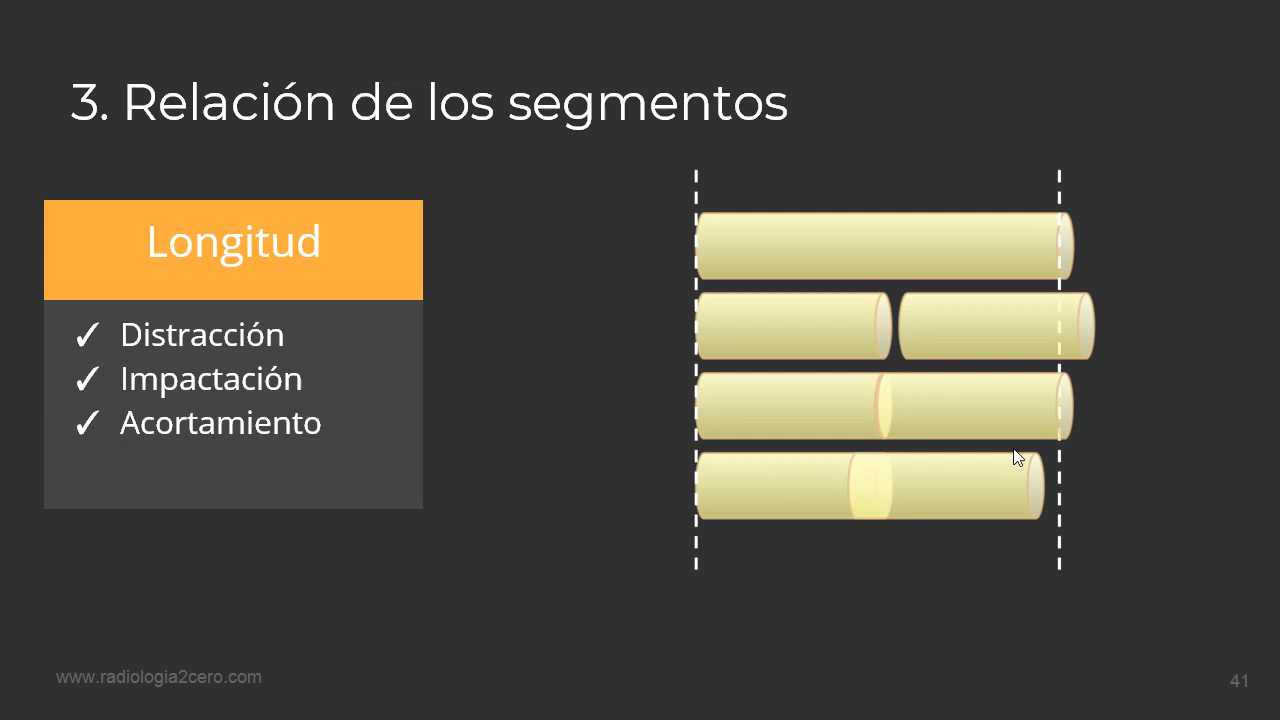 3. Relación de los segmentos
Longitud
✓ Distracción
✓ Impactación
✓ Acortamiento
www.radiologia2cero.com
41